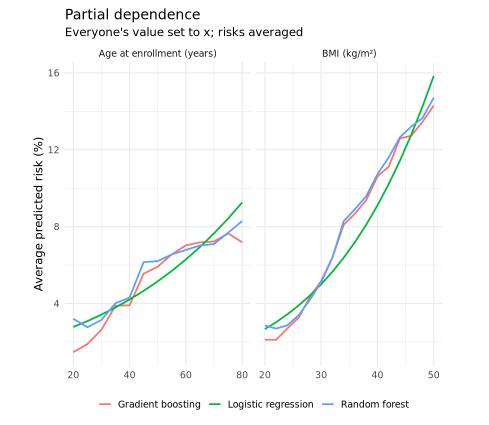 Partial dependence
Everyone's value set to x; risks averaged
Age at enrollment (years)
BMI (kg/m²)
Average predicted risk (%)
16
12
8
4
20 40 60 80
20 30 40 50
Gradient boosting Logistic regression Random forest